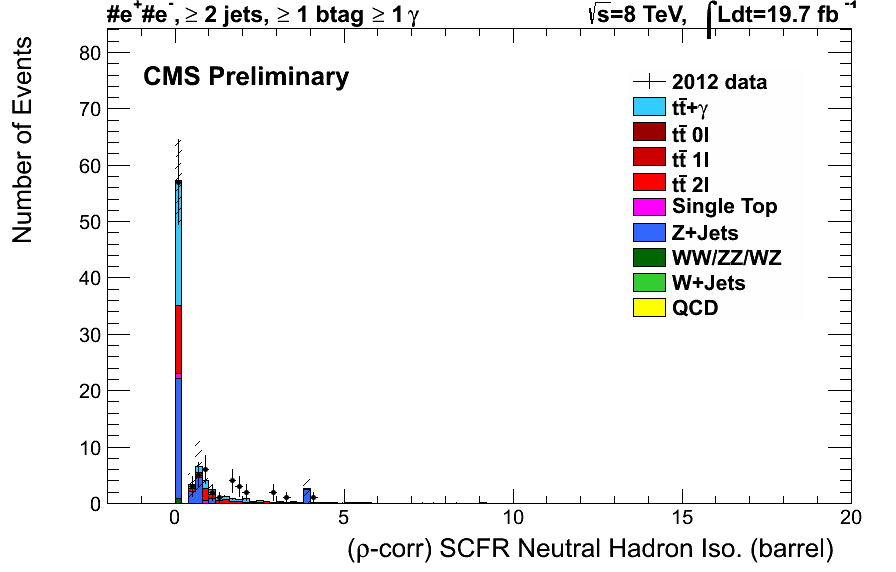 #e⁺#e⁻, ≥ 2 jets, ≥ 1 btag ≥ 1 γ
√s=8 TeV, ∫Ldt=19.7 fb⁻¹
CMS Preliminary
2012 data
tt̄+γ
tt̄ 0l
tt̄ 1l
tt̄ 2l
Single Top
Z+Jets
WW/ZZ/WZ
W+Jets
QCD
Number of Events
80
70
60
50
40
30
20
10
0
0 5 10 15 20
(ρ-corr) SCFR Neutral Hadron Iso. (barrel)